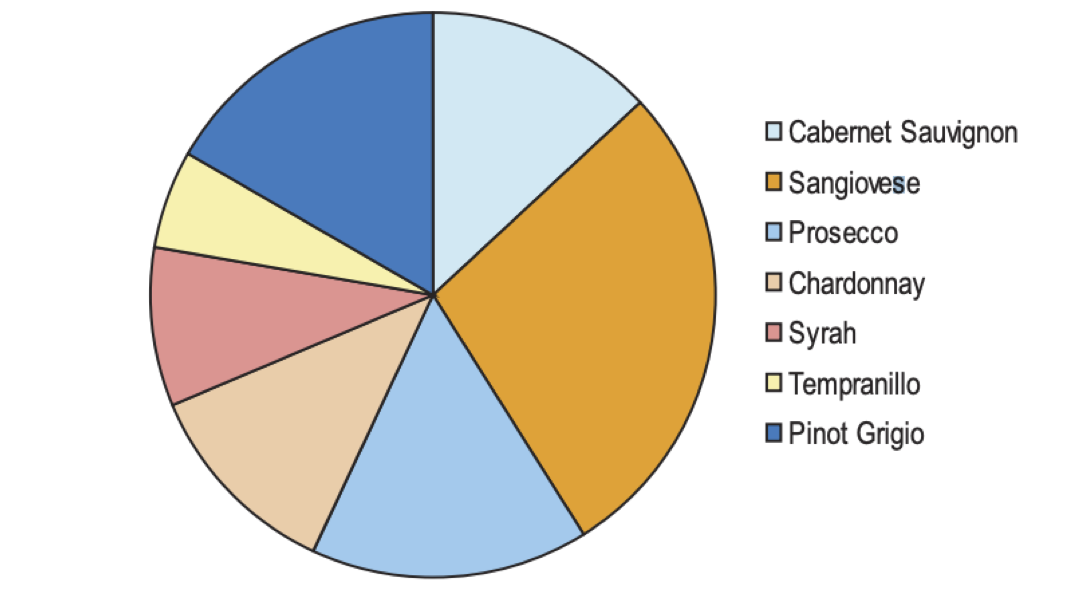 Cabernet Sauvignon
Sangiovese
Prosecco
Chardonnay
Syrah
Tempranillo
Pinot Grigio